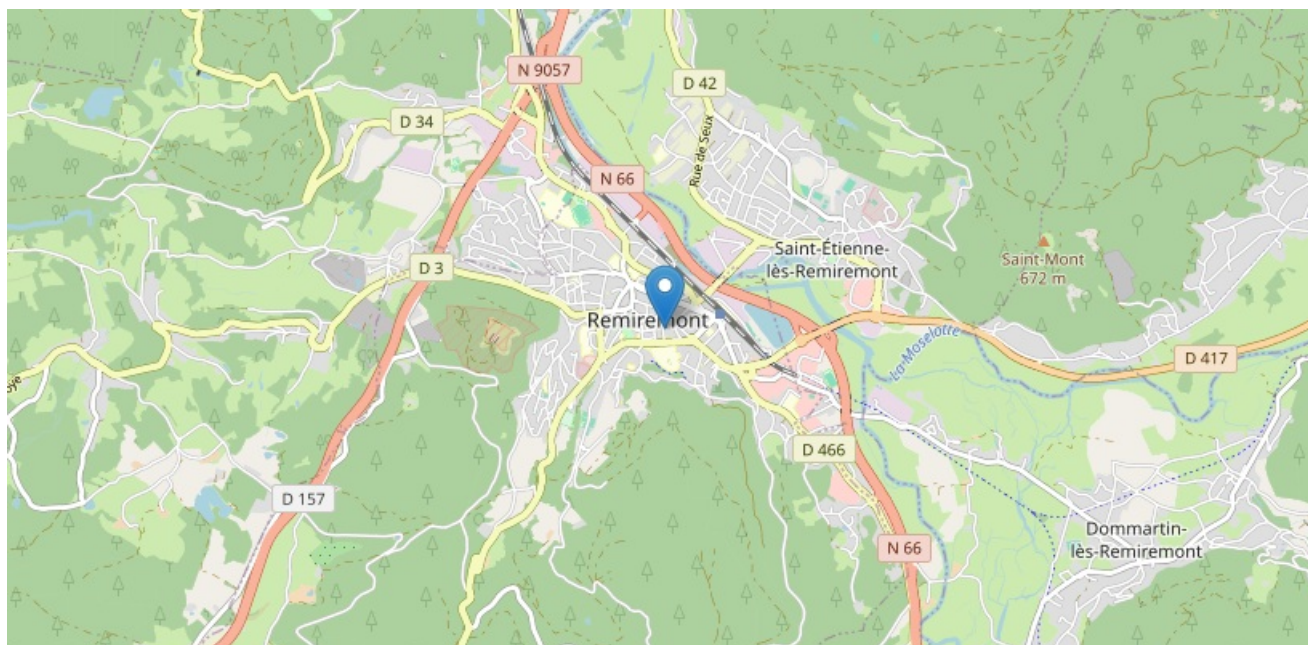 N 9057
D 42
D 34
Rue de Seux
N 66
Saint-Étienne-
lès-Remiremont
Saint-Mont
672 m
D 3
Remiremont
La Moselotte
D 417
oye
D 466
D 157
Dommartin-
lès-Remiremont
N 66